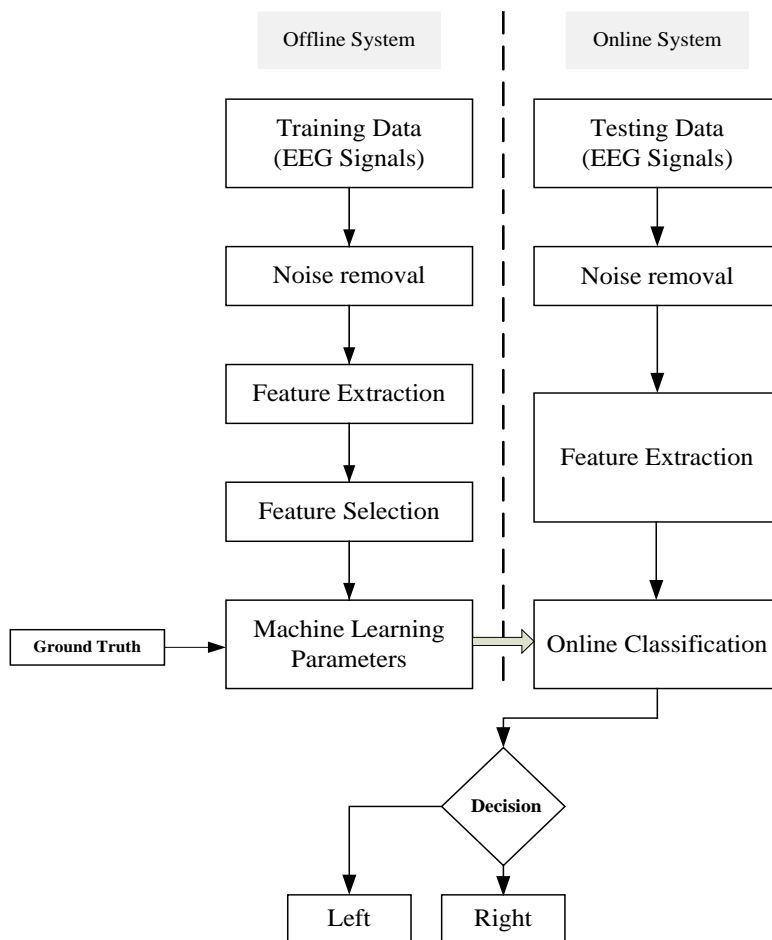 Offline System
Online System
Training Data
(EEG Signals)
Testing Data
(EEG Signals)
Noise removal
Noise removal
Feature Extraction
Feature Extraction
Feature Selection
Ground Truth
Machine Learning
Parameters
Online Classification
Decision
Left
Right